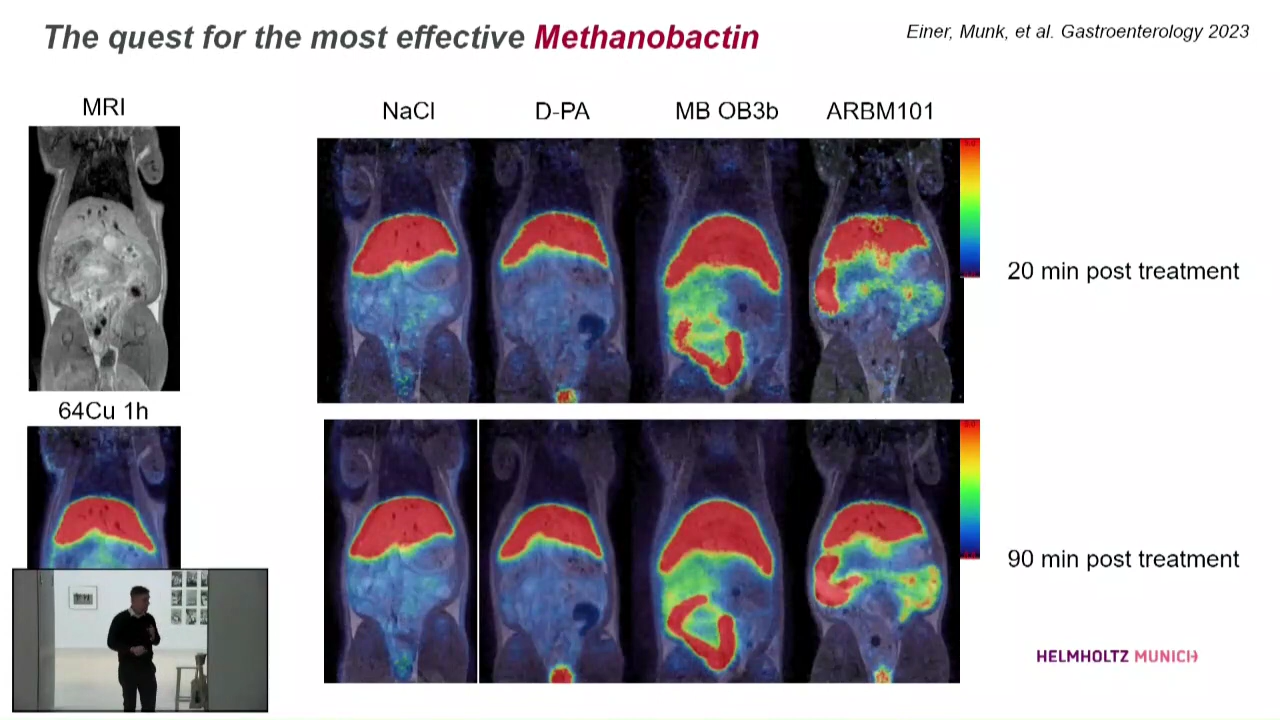 The quest for the most effective Methanobactin
Einer, Munk, et al. Gastroenterology 2023
MRI
NaCl
D-PA
MB OB3b
ARBM101
20 min post treatment
64Cu 1h
90 min post treatment
HELMHOLTZ MUNICH